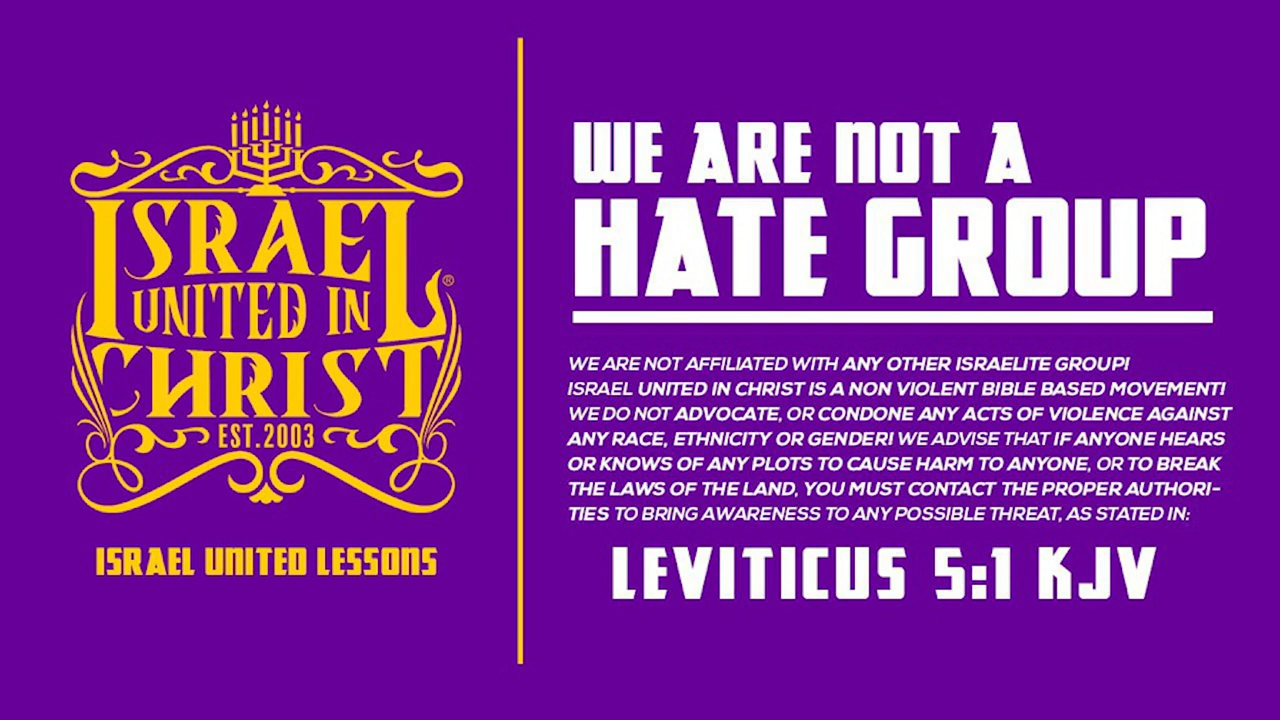 ISRAEL
UNITED IN
CHRIST
®
EST.2003
ISRAEL UNITED LESSONS
WE ARE NOT A
HATE GROUP
WE ARE NOT AFFILIATED WITH ANY OTHER ISRAELITE GROUP!
ISRAEL UNITED IN CHRIST IS A NON VIOLENT BIBLE BASED MOVEMENT!
WE DO NOT ADVOCATE, OR CONDONE ANY ACTS OF VIOLENCE AGAINST
ANY RACE, ETHNICITY OR GENDER! WE ADVISE THAT IF ANYONE HEARS
OR KNOWS OF ANY PLOTS TO CAUSE HARM TO ANYONE, OR TO BREAK
THE LAWS OF THE LAND, YOU MUST CONTACT THE PROPER AUTHORI-
TIES TO BRING AWARENESS TO ANY POSSIBLE THREAT, AS STATED IN:
LEVITICUS 5:1 KJV